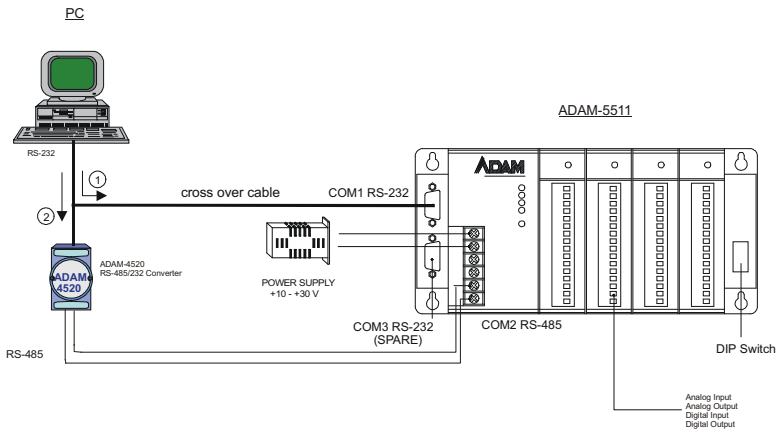 PC
ADAM-5511
RS-232
1
cross over cable
COM1 RS-232
ADAM
2
ADAM-4520
RS-485/232 Converter
ADAM
4520
POWER SUPPLY
+10 - +30 V
COM3 RS-232
(SPARE)
COM2 RS-485
DIP Switch
RS-485
Analog Input
Analog Output
Digital Input
Digital Output